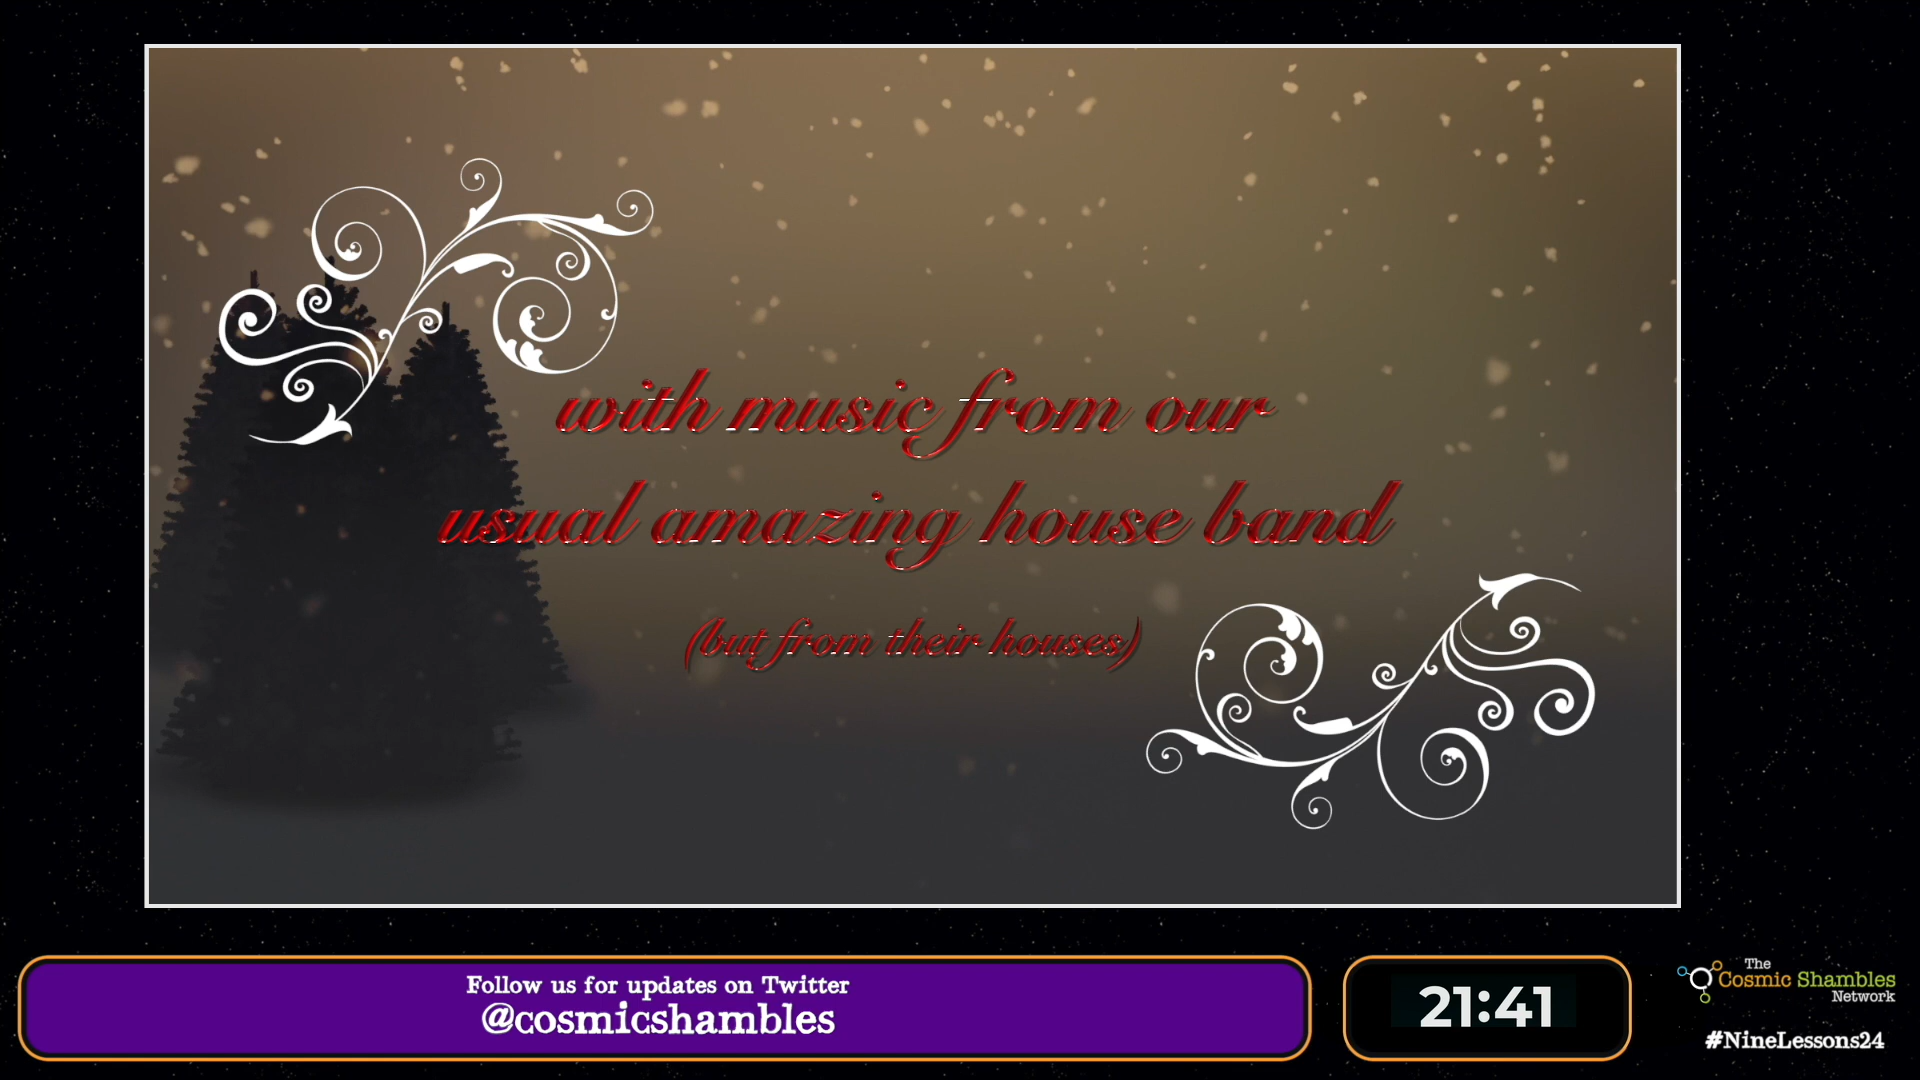 with music from our
usual amazing house band
(but from their houses)
Follow us for updates on Twitter
@cosmicshambles
21:41
The
Cosmic Shambles
Network
#NineLessons24